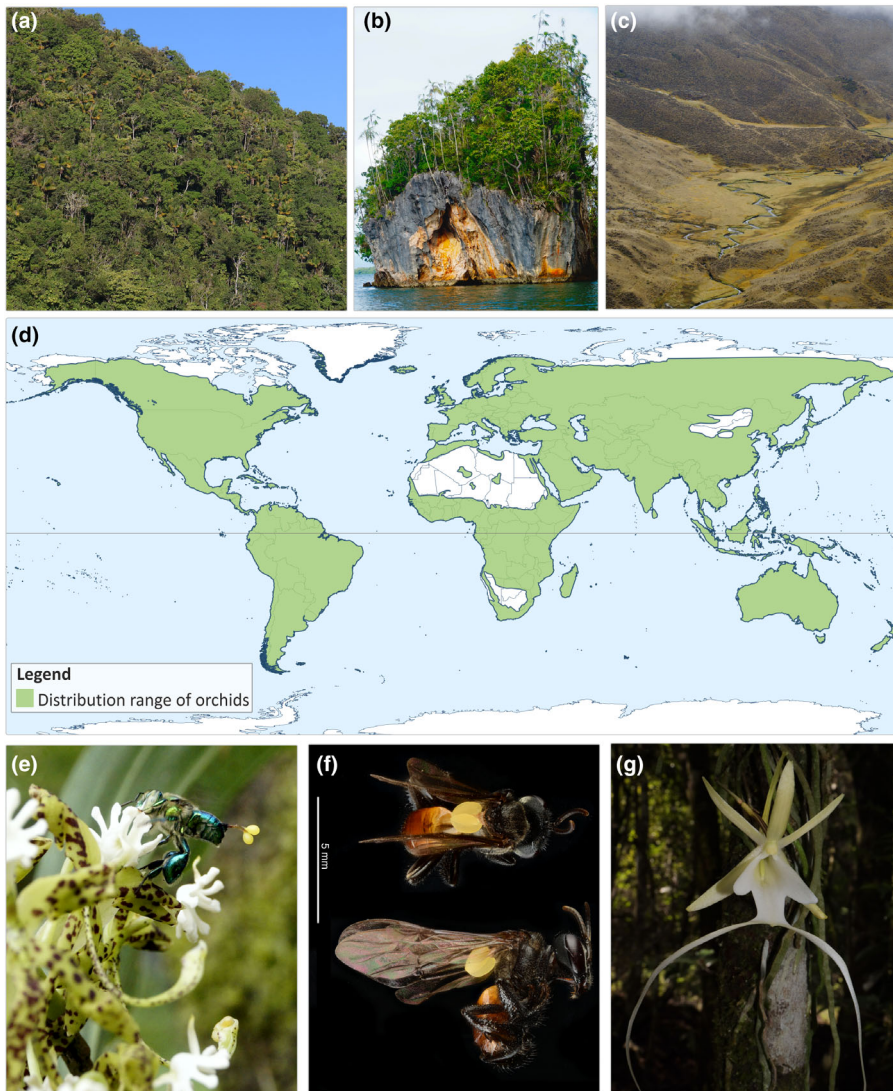 (a)
(b)
(c)
(d)
Legend
Distribution range of orchids
(e)
(f)
5 mm
(g)